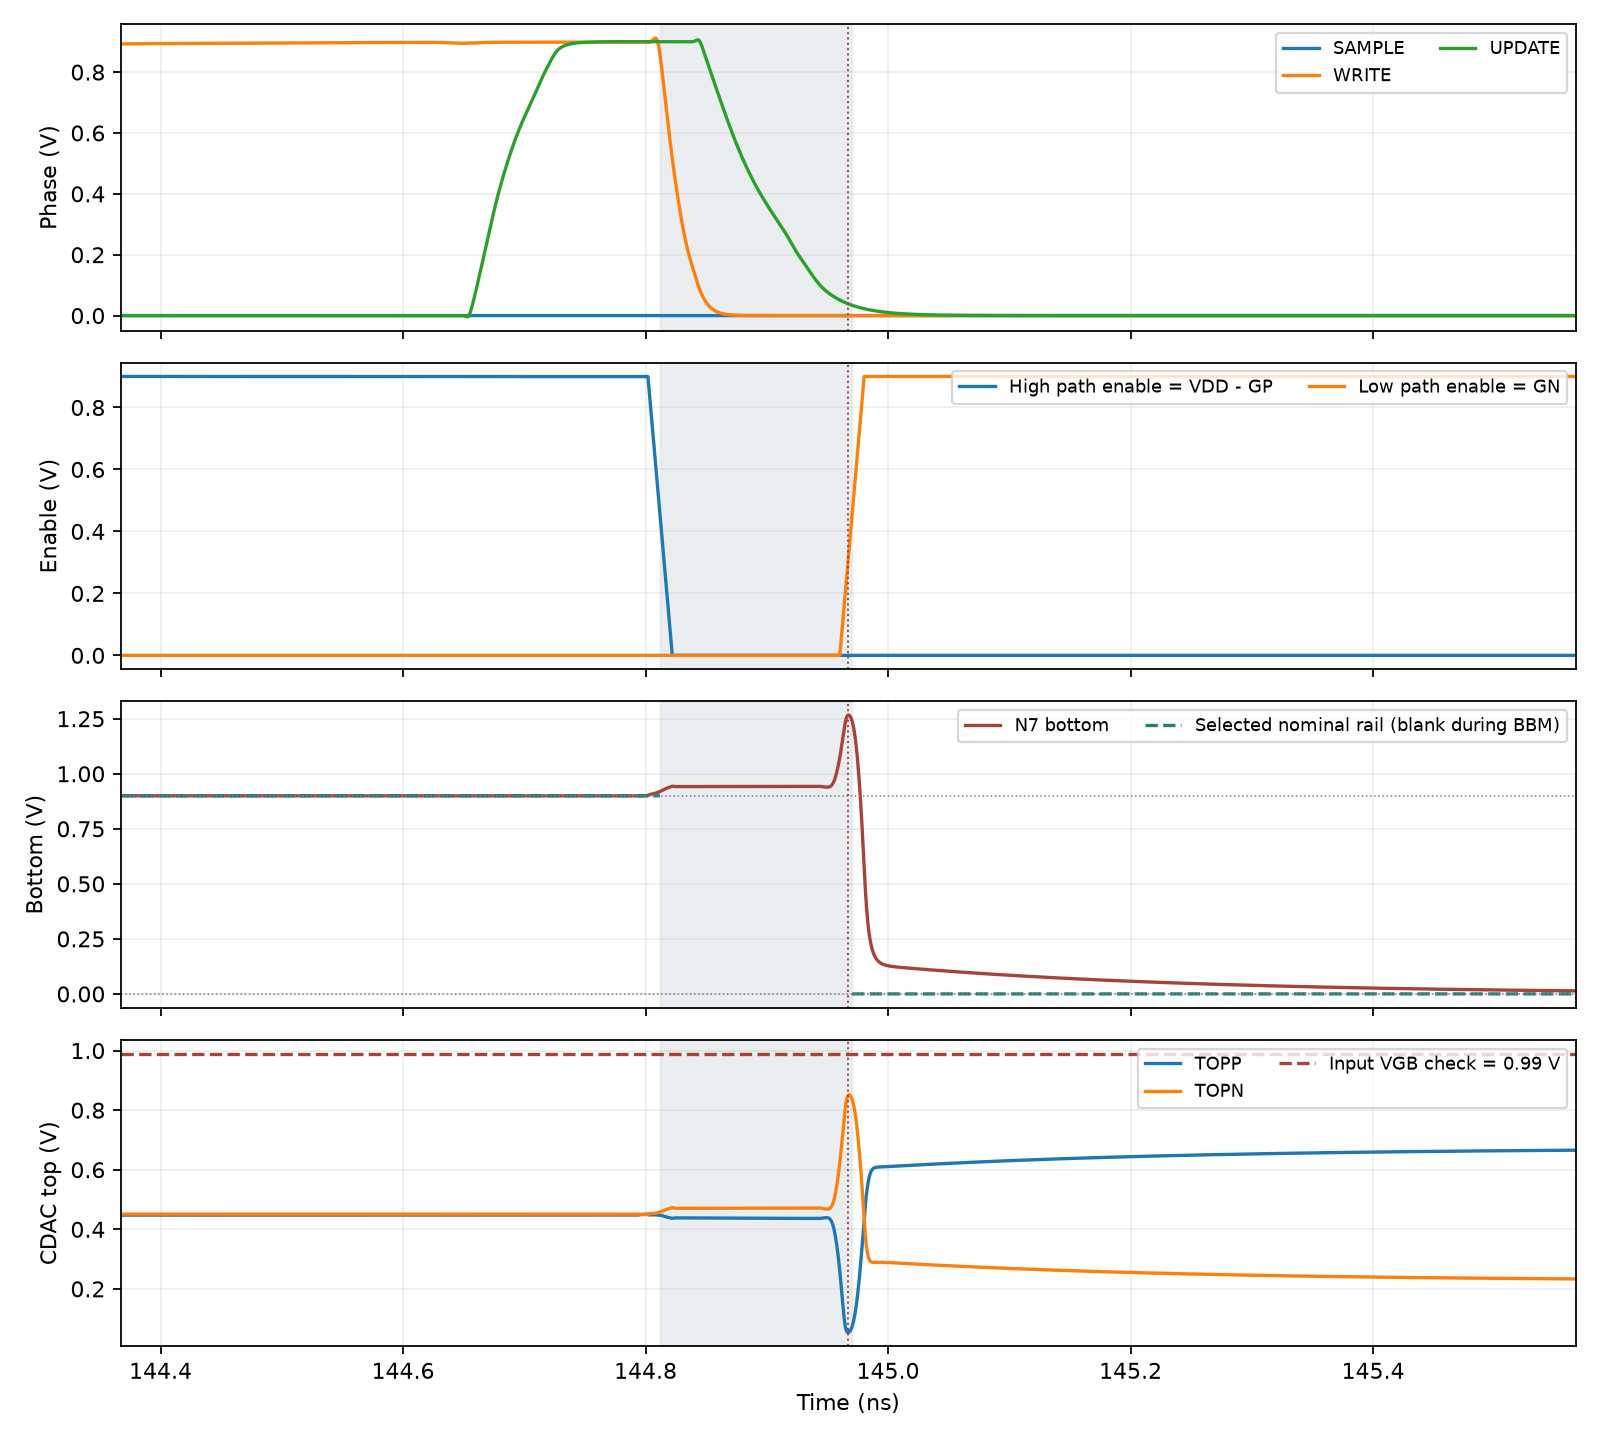 Phase (V)
0.8
0.6
0.4
0.2
0.0
SAMPLE
WRITE
UPDATE
Enable (V)
0.8
0.6
0.4
0.2
0.0
High path enable = VDD - GP
Low path enable = GN
Bottom (V)
1.25
1.00
0.75
0.50
0.25
0.00
N7 bottom
Selected nominal rail (blank during BBM)
CDAC top (V)
1.0
0.8
0.6
0.4
0.2
TOPP
TOPN
Input VGB check = 0.99 V
144.4 144.6 144.8 145.0 145.2 145.4
Time (ns)